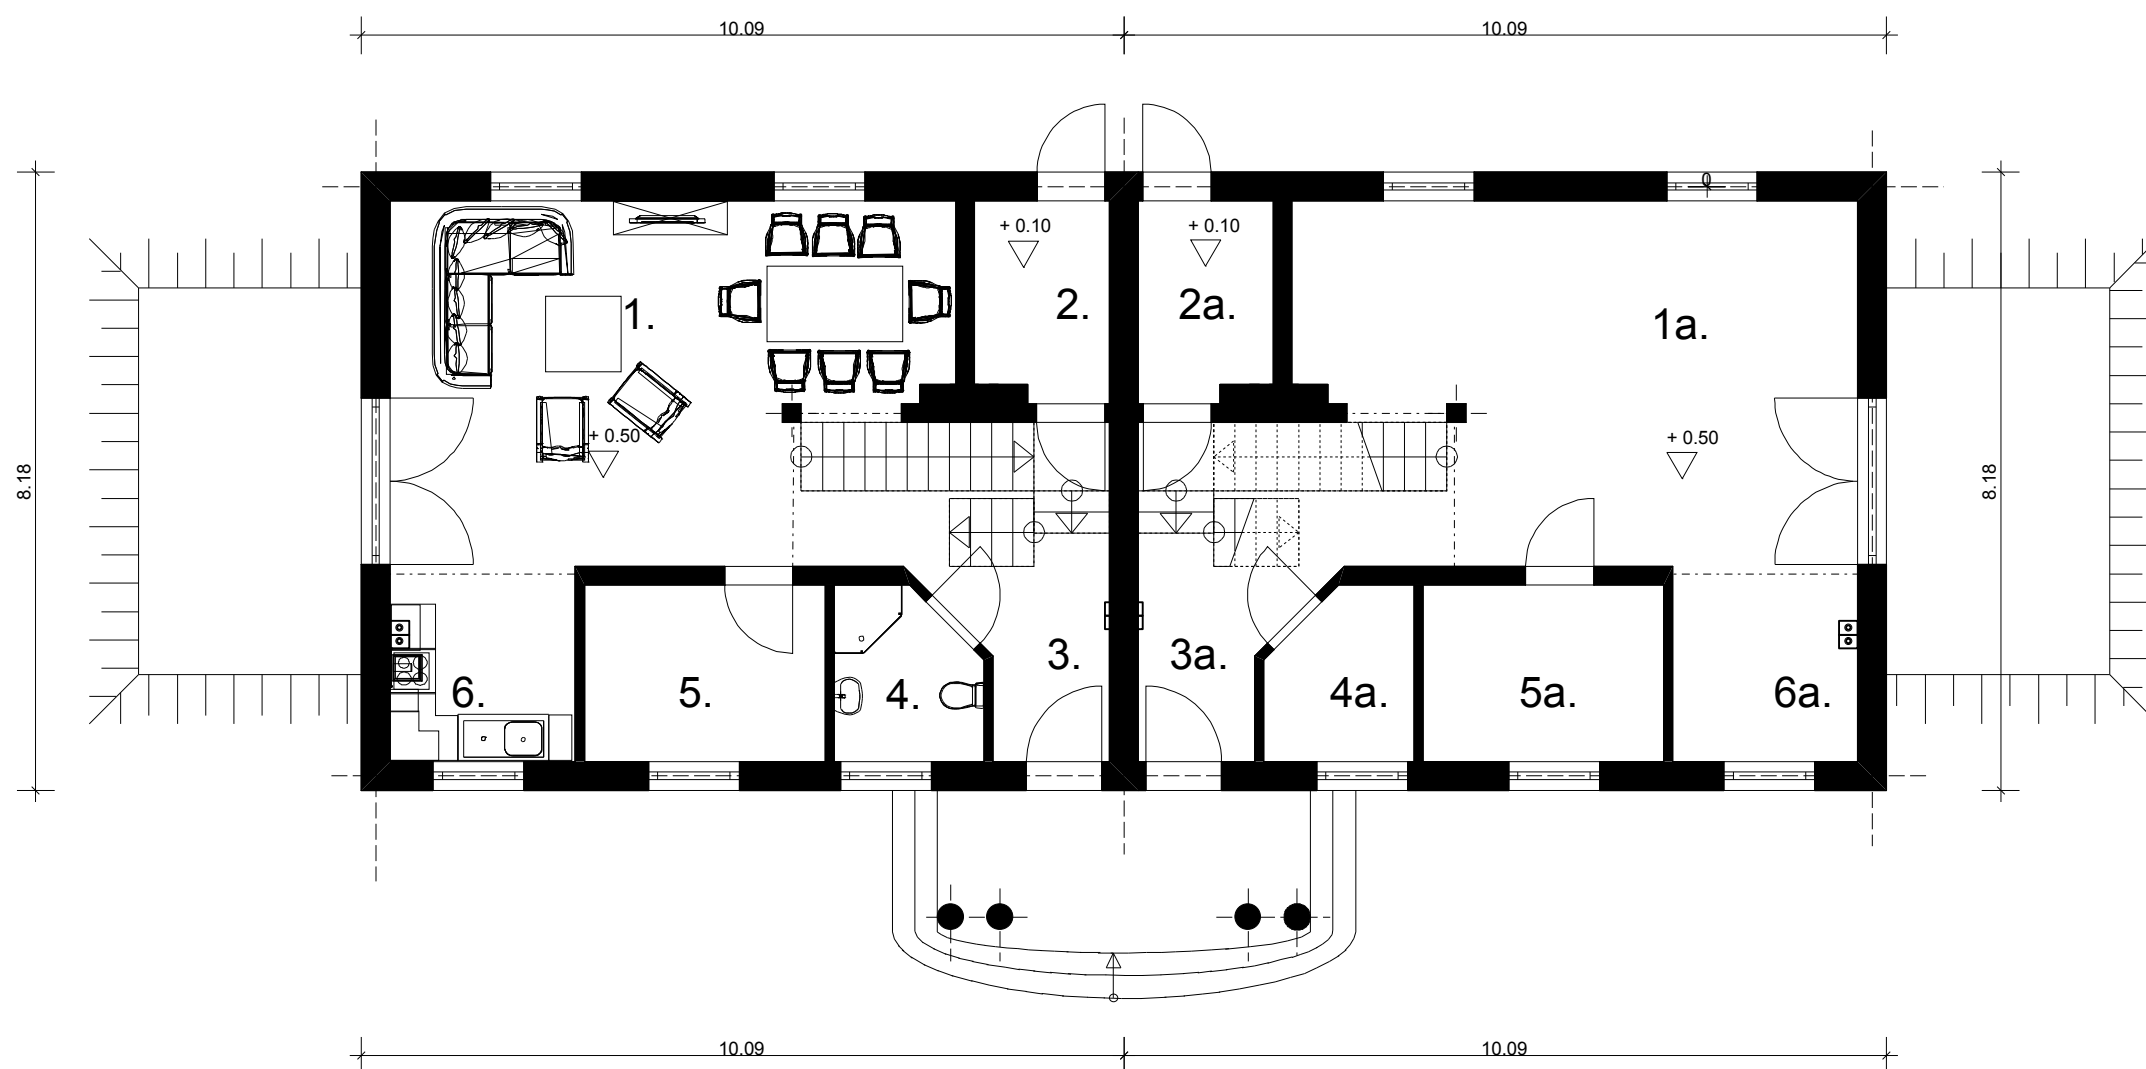 10.09 10.09
0
+ 0.10 + 0.10
1. 2. 2a. 1a.
+ 0.50 + 0.50
8.18 8.18
3. 3a.
6. 5. 4. 4a. 5a. 6a.
10.09 10.09